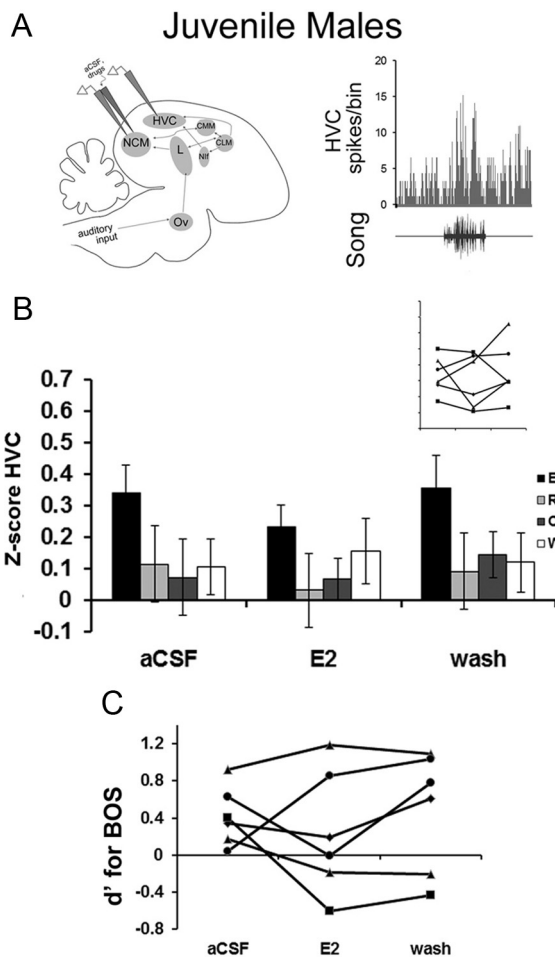 A
Juvenile Males
aCSF,
drugs
HVC
NCM
L
CMM
CLM
NIf
Ov
auditory
input
HVC
spikes/bin
20
15
10
5
0
Song
B
Z-score HVC
0.7
0.6
0.5
0.4
0.3
0.2
0.1
0
-0.1
aCSF
E2
wash
C
d' for BOS
1.2
0.8
0.4
0
-0.4
-0.8
aCSF
E2
wash